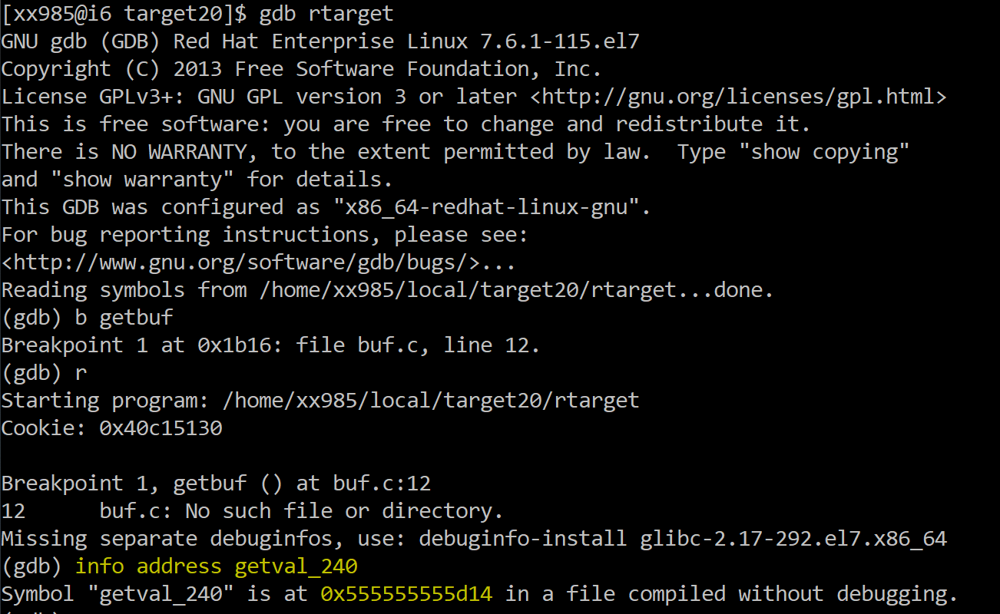 [xx985@i6 target20]$ gdb rtarget
GNU gdb (GDB) Red Hat Enterprise Linux 7.6.1-115.el7
Copyright (C) 2013 Free Software Foundation, Inc.
License GPLv3+: GNU GPL version 3 or later <http://gnu.org/licenses/gpl.html>
This is free software: you are free to change and redistribute it.
There is NO WARRANTY, to the extent permitted by law.  Type "show copying"
and "show warranty" for details.
This GDB was configured as "x86_64-redhat-linux-gnu".
For bug reporting instructions, please see:
<http://www.gnu.org/software/gdb/bugs/>...
Reading symbols from /home/xx985/local/target20/rtarget...done.
(gdb) b getbuf
Breakpoint 1 at 0x1b16: file buf.c, line 12.
(gdb) r
Starting program: /home/xx985/local/target20/rtarget
Cookie: 0x40c15130

Breakpoint 1, getbuf () at buf.c:12
12      buf.c: No such file or directory.
Missing separate debuginfos, use: debuginfo-install glibc-2.17-292.el7.x86_64
(gdb) info address getval_240
Symbol "getval_240" is at 0x555555555d14 in a file compiled without debugging.